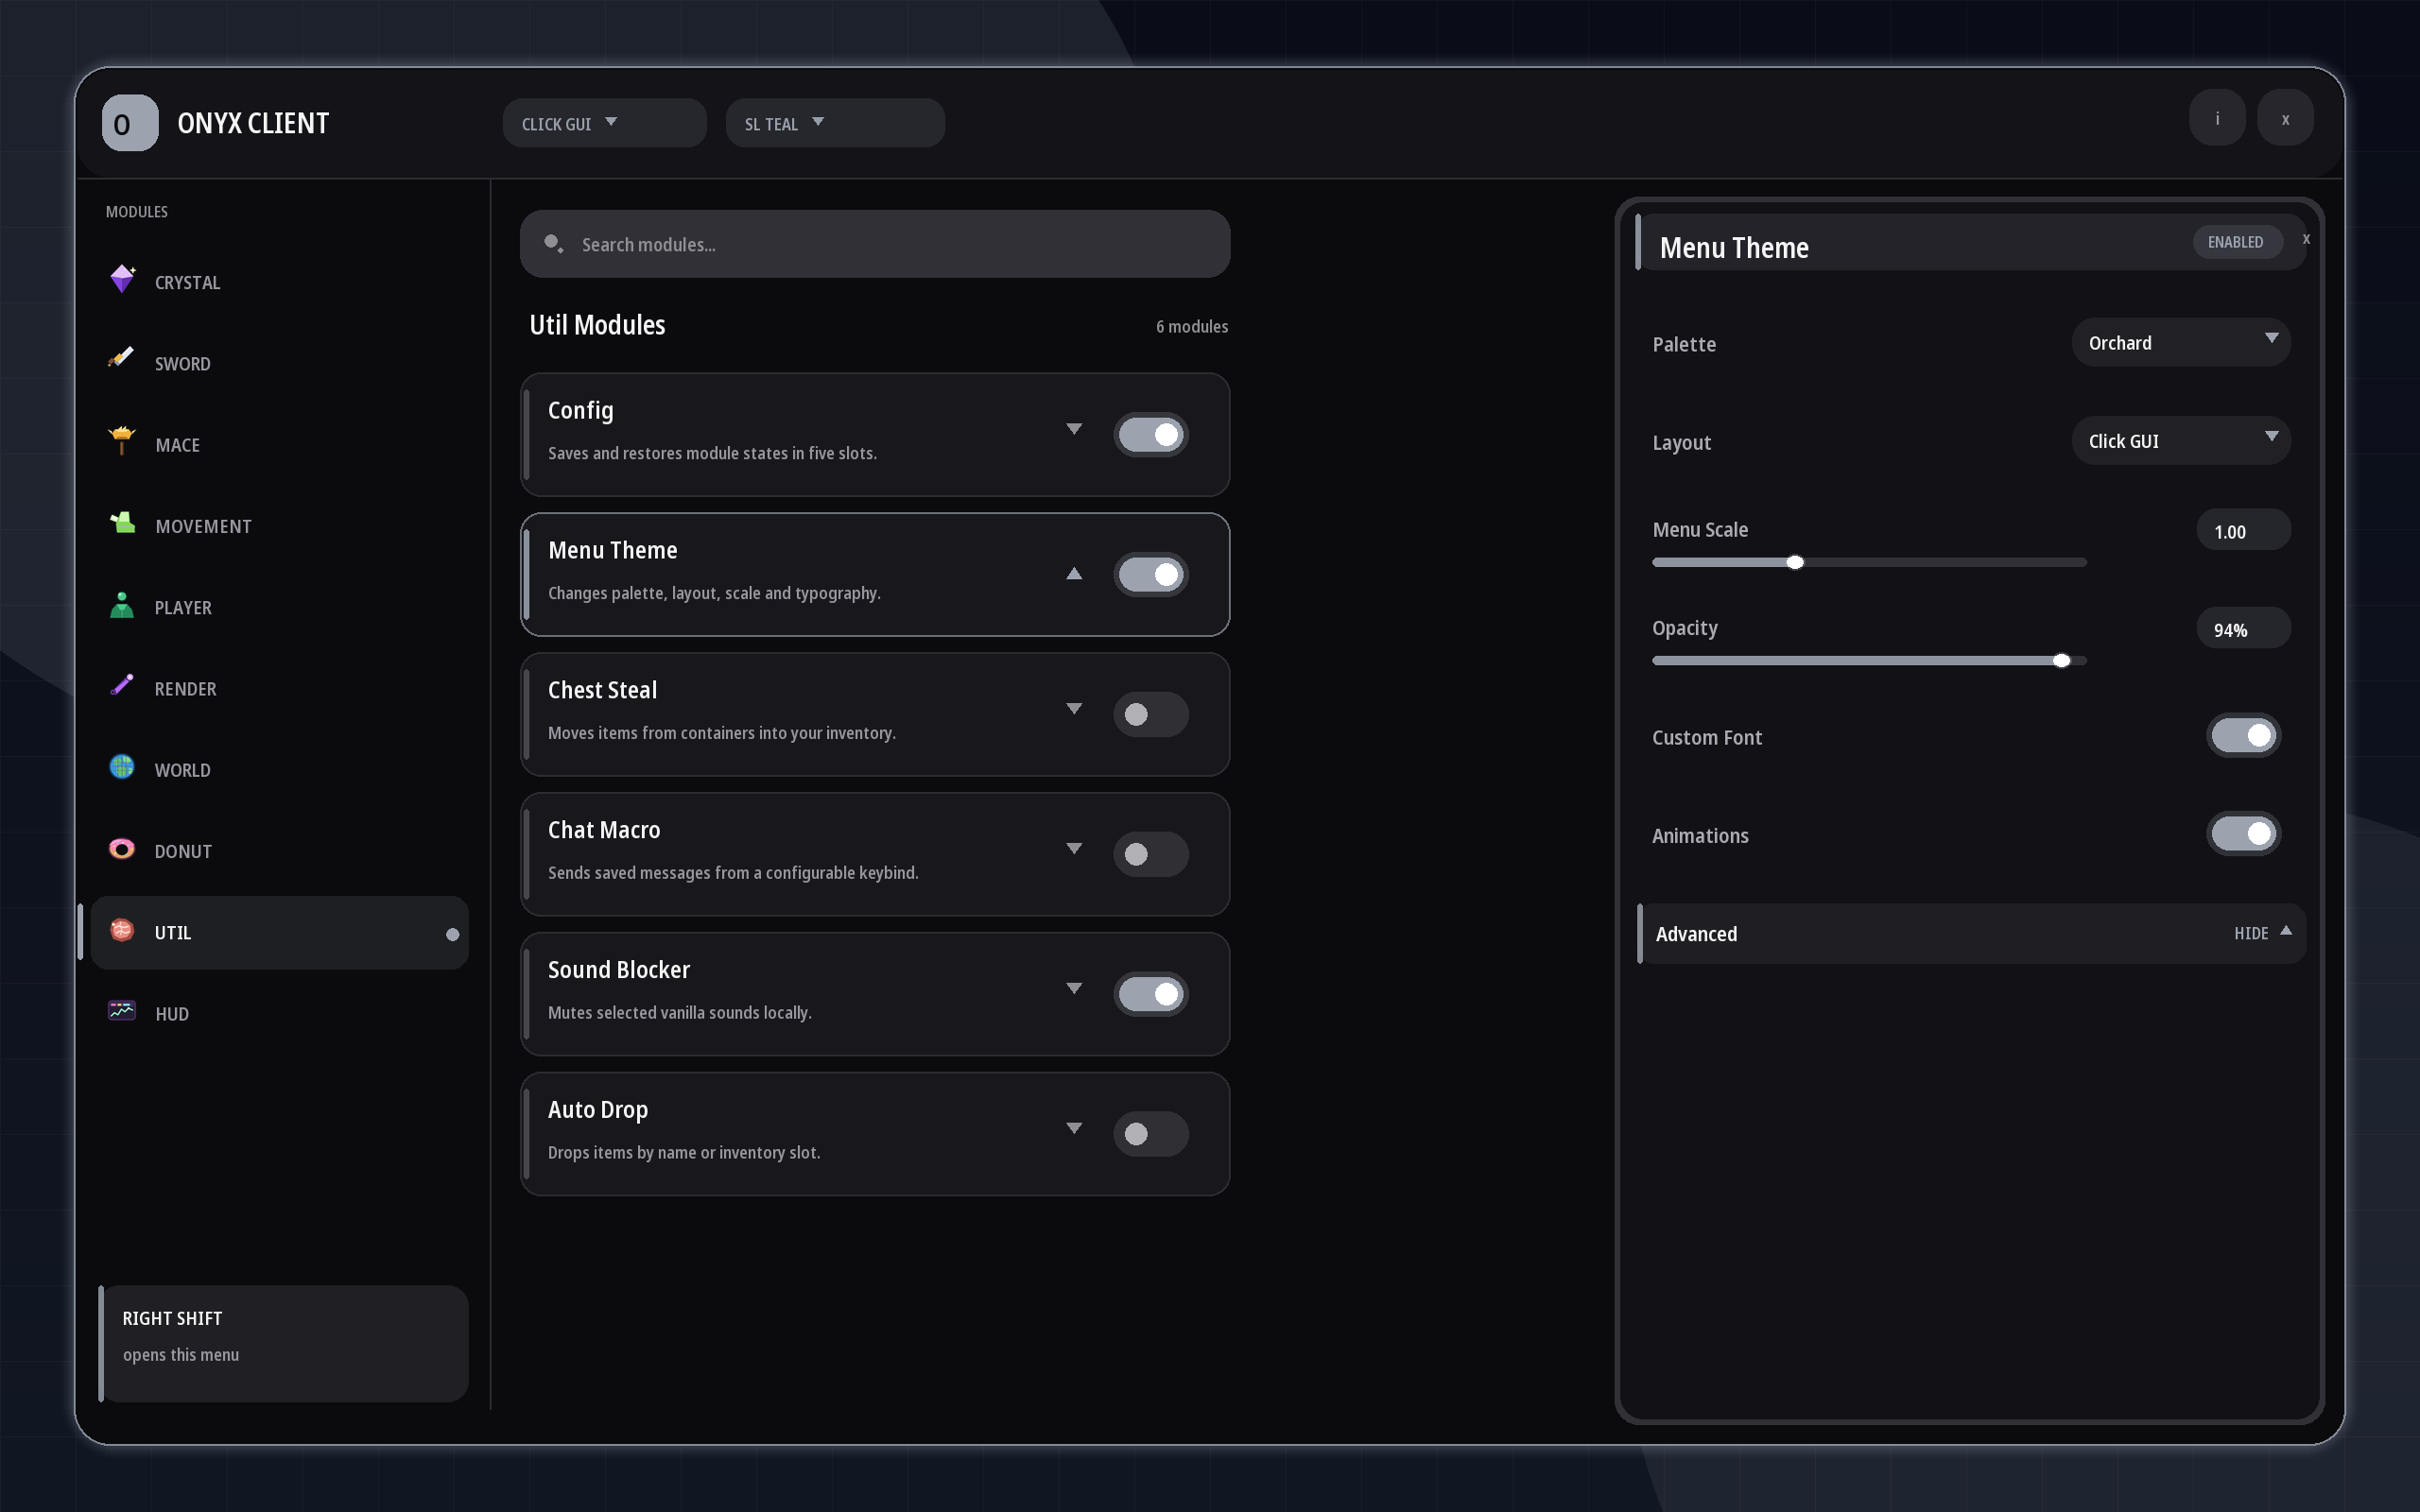 O ONYX CLIENT
CLICK GUI
SL TEAL
i
x
MODULES
CRYSTAL
SWORD
MACE
MOVEMENT
PLAYER
RENDER
WORLD
DONUT
UTIL
HUD
RIGHT SHIFT
opens this menu
Search modules...
Util Modules
6 modules
Config
Saves and restores module states in five slots.
Menu Theme
Changes palette, layout, scale and typography.
Chest Steal
Moves items from containers into your inventory.
Chat Macro
Sends saved messages from a configurable keybind.
Sound Blocker
Mutes selected vanilla sounds locally.
Auto Drop
Drops items by name or inventory slot.
Menu Theme
ENABLED
x
Palette
Orchard
Layout
Click GUI
Menu Scale
1.00
Opacity
94%
Custom Font
Animations
Advanced
HIDE